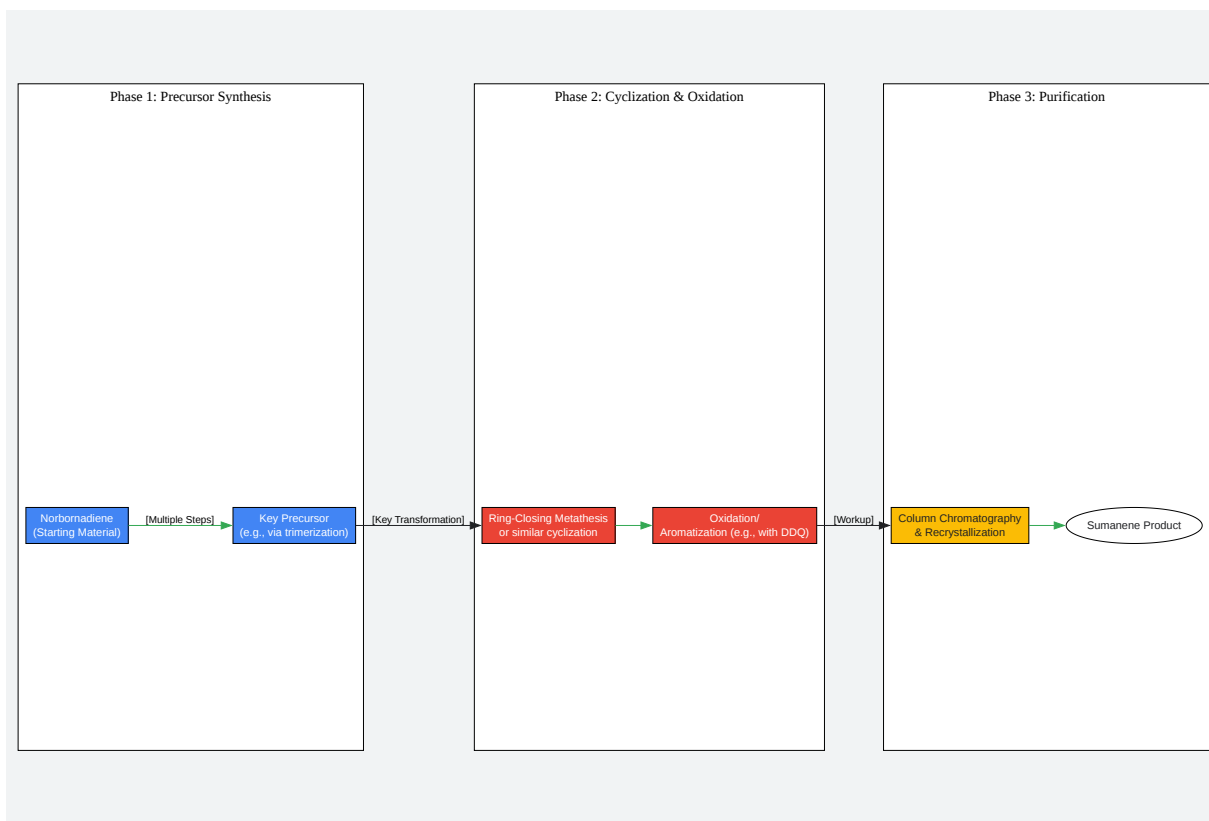 Phase 1: Precursor Synthesis
Norbornadiene
(Starting Material)
[Multiple Steps]
Key Precursor
(e.g., via trimerization)
[Key Transformation]
Phase 2: Cyclization & Oxidation
Ring-Closing Metathesis
or similar cyclization
Oxidation/
Aromatization (e.g., with DDQ)
[Workup]
Phase 3: Purification
Column Chromatography
& Recrystallization
Sumanene Product